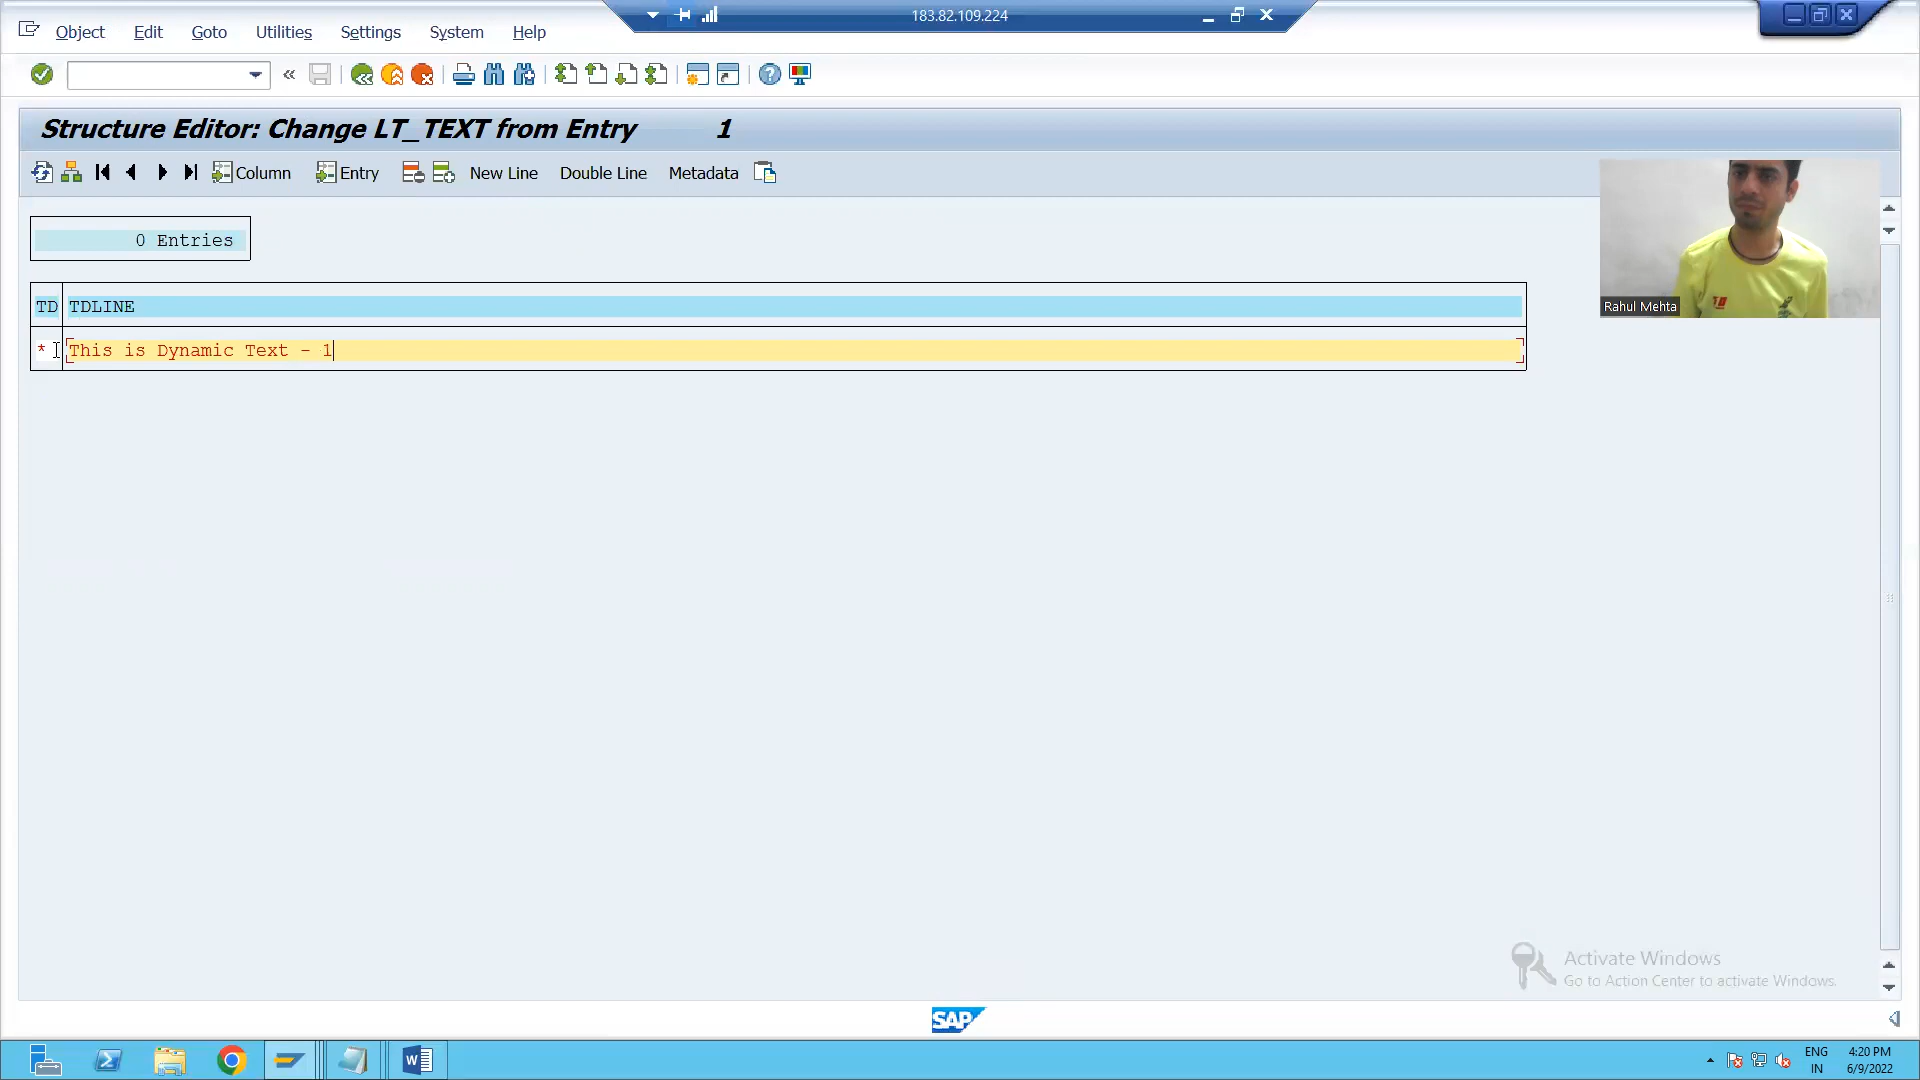 183.82.109.224
Object Edit Goto Utilities Settings System Help
Structure Editor: Change LT_TEXT from Entry 1
Column Entry New Line Double Line Metadata
0 Entries
TD TDLINE
* This is Dynamic Text - 1
Rahul Mehta
Activate Windows
Go to Action Center to activate Windows.
SAP
ENG 4:20 PM
IN 6/9/2022